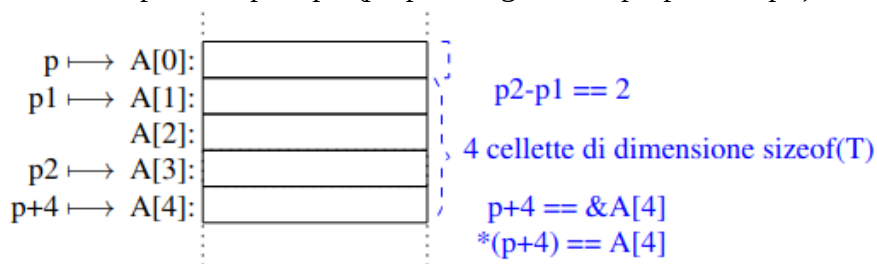 p ⟼ A[0]:
p1 ⟼ A[1]:
p2-p1 == 2
A[2]:
4 cellette di dimensione sizeof(T)
p2 ⟼ A[3]:
p+4 ⟼ A[4]:
p+4 == &A[4]
*(p+4) == A[4]